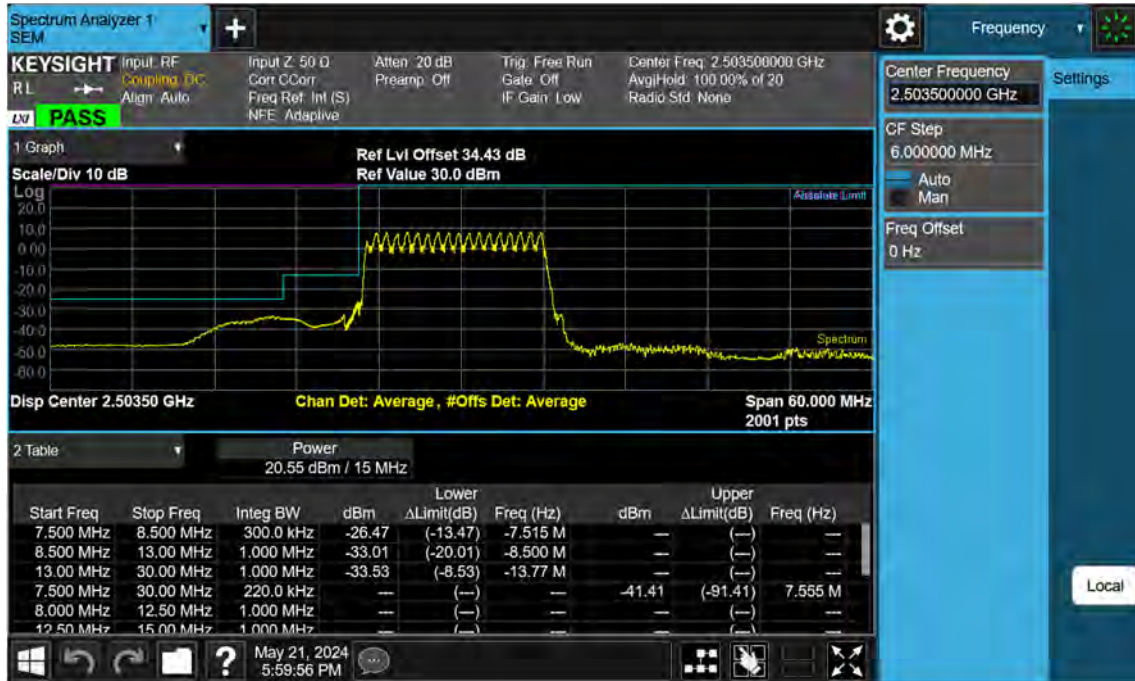 Spectrum Analyzer 1
SEM
Frequency
KEYSIGHT
RL
LXI
PASS
Input: RF
Coupling: DC
Align: Auto
Input Z: 50 Ω
Corr CCorr
Freq Ref: Int (S)
NFE: Adaptive
Atten: 20 dB
Preamp: Off
Trig: Free Run
Gate: Off
IF Gain: Low
Center Freq: 2.503500000 GHz
Avg|Hold: 100.00% of 20
Radio Std: None
Center Frequency
2.503500000 GHz
Settings
CF Step
6.000000 MHz
Auto
Man
Freq Offset
0 Hz
Local
1 Graph
Scale/Div 10 dB
Ref Lvl Offset 34.43 dB
Ref Value 30.0 dBm
Log
Absolute Limit
20.0
10.0
0.00
-10.0
-20.0
-30.0
-40.0
-50.0
-60.0
Spectrum
Disp Center 2.50350 GHz
Chan Det: Average, #Offs Det: Average
Span 60.000 MHz
2001 pts
2 Table
Power
20.55 dBm / 15 MHz
Lower Upper
Start Freq Stop Freq Integ BW dBm ΔLimit(dB) Freq (Hz) dBm ΔLimit(dB) Freq (Hz)
7.500 MHz 8.500 MHz 300.0 kHz -26.47 (-13.47) -7.515 M --- (---) ---
8.500 MHz 13.00 MHz 1.000 MHz -33.01 (-20.01) -8.500 M --- (---) ---
13.00 MHz 30.00 MHz 1.000 MHz -33.53 (-8.53) -13.77 M --- (---) ---
7.500 MHz 30.00 MHz 220.0 kHz --- (---) --- -41.41 (-91.41) 7.555 M
8.000 MHz 12.50 MHz 1.000 MHz --- (---) --- --- (---) ---
12.50 MHz 15.00 MHz 1.000 MHz --- (---) --- --- (---) ---
?
May 21, 2024
5:59:56 PM